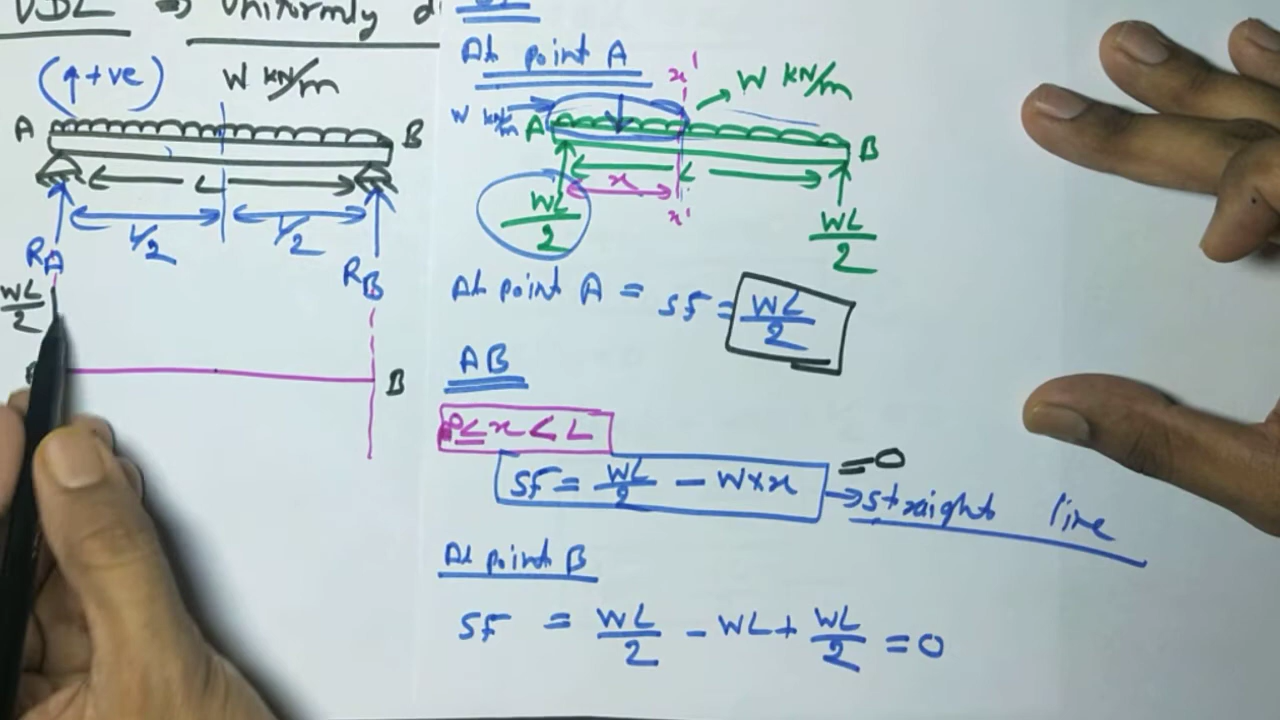 UDL ⇒ Uniformly di
(↑+ve) W kN/m
A B
L
L/2 L/2
RA RB
WL/2
B
At point A
x'
W kN/m W kN/m
A B
L
x
x'
WL/2 WL/2
At point A = SF = WL/2
AB
0 ≤ x < L
SF = WL/2 - W×x = 0
→ straight line
At point B
SF = WL/2 - WL + WL/2 = 0